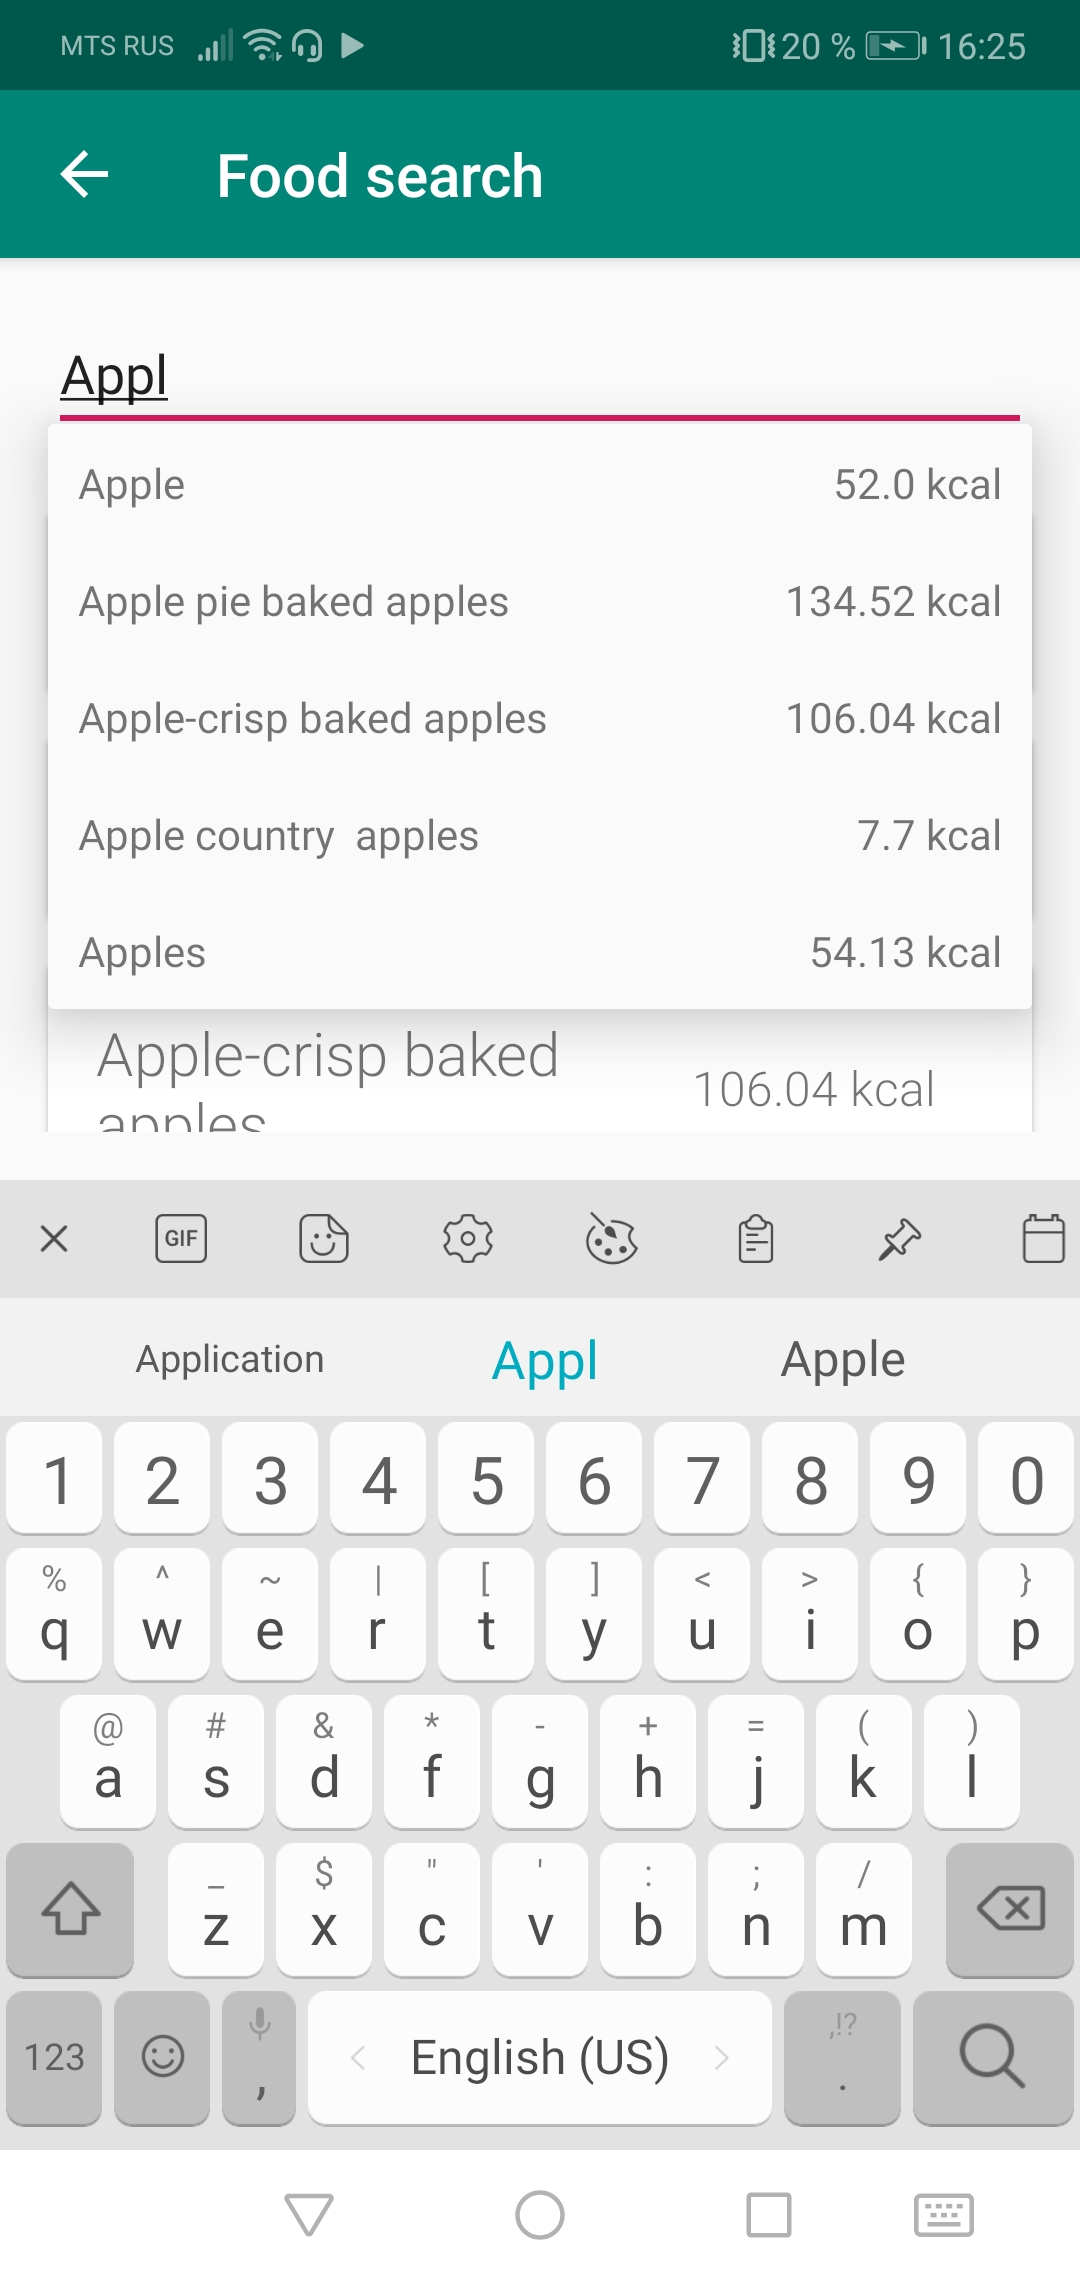 MTS RUS 20 % 16:25
Food search
Appl
Apple 52.0 kcal
Apple pie baked apples 134.52 kcal
Apple-crisp baked apples 106.04 kcal
Apple country  apples 7.7 kcal
Apples 54.13 kcal
Apple-crisp baked 106.04 kcal
apples
GIF
Application Appl Apple
1 2 3 4 5 6 7 8 9 0
% ^ ~ | [ ] < > { }
q w e r t y u i o p
@ # & * - + = ( )
a s d f g h j k l
_ $ " ' : ; /
z x c v b n m
,!?
123 , English (US) .